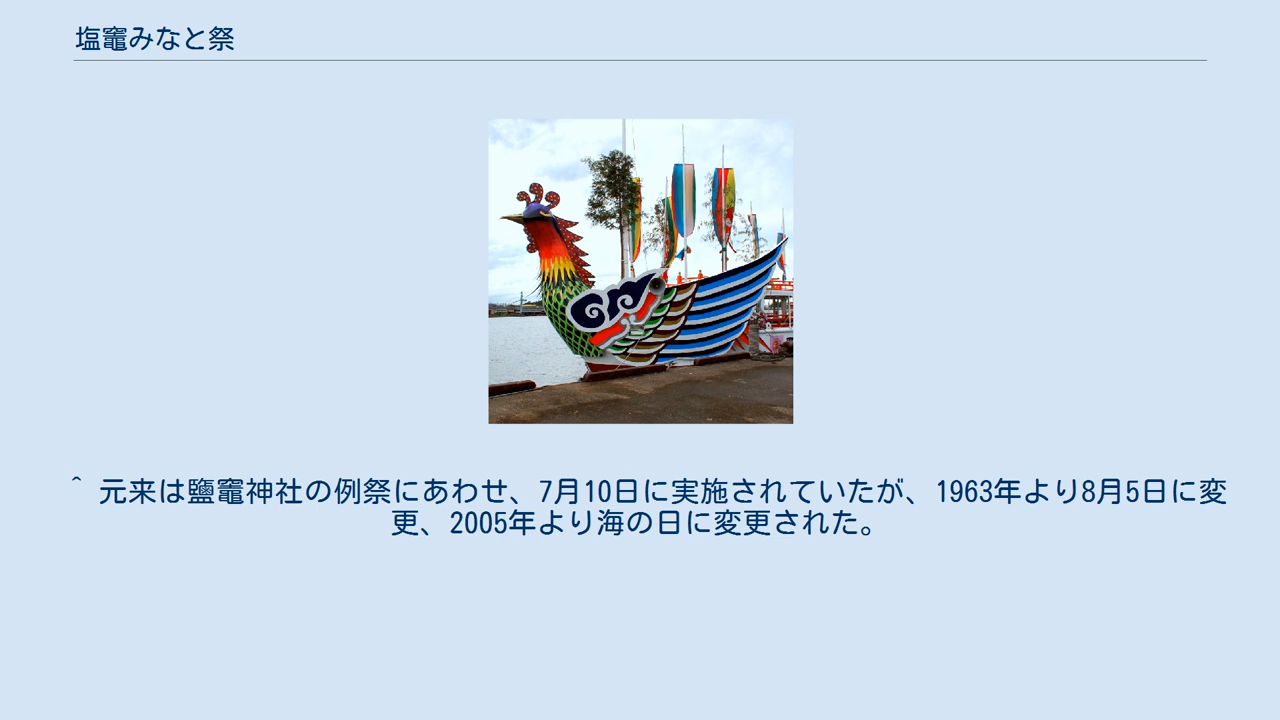 塩竈みなと祭
^ 元来は鹽竈神社の例祭にあわせ、7月10日に実施されていたが、1963年より8月5日に変
更、2005年より海の日に変更された。